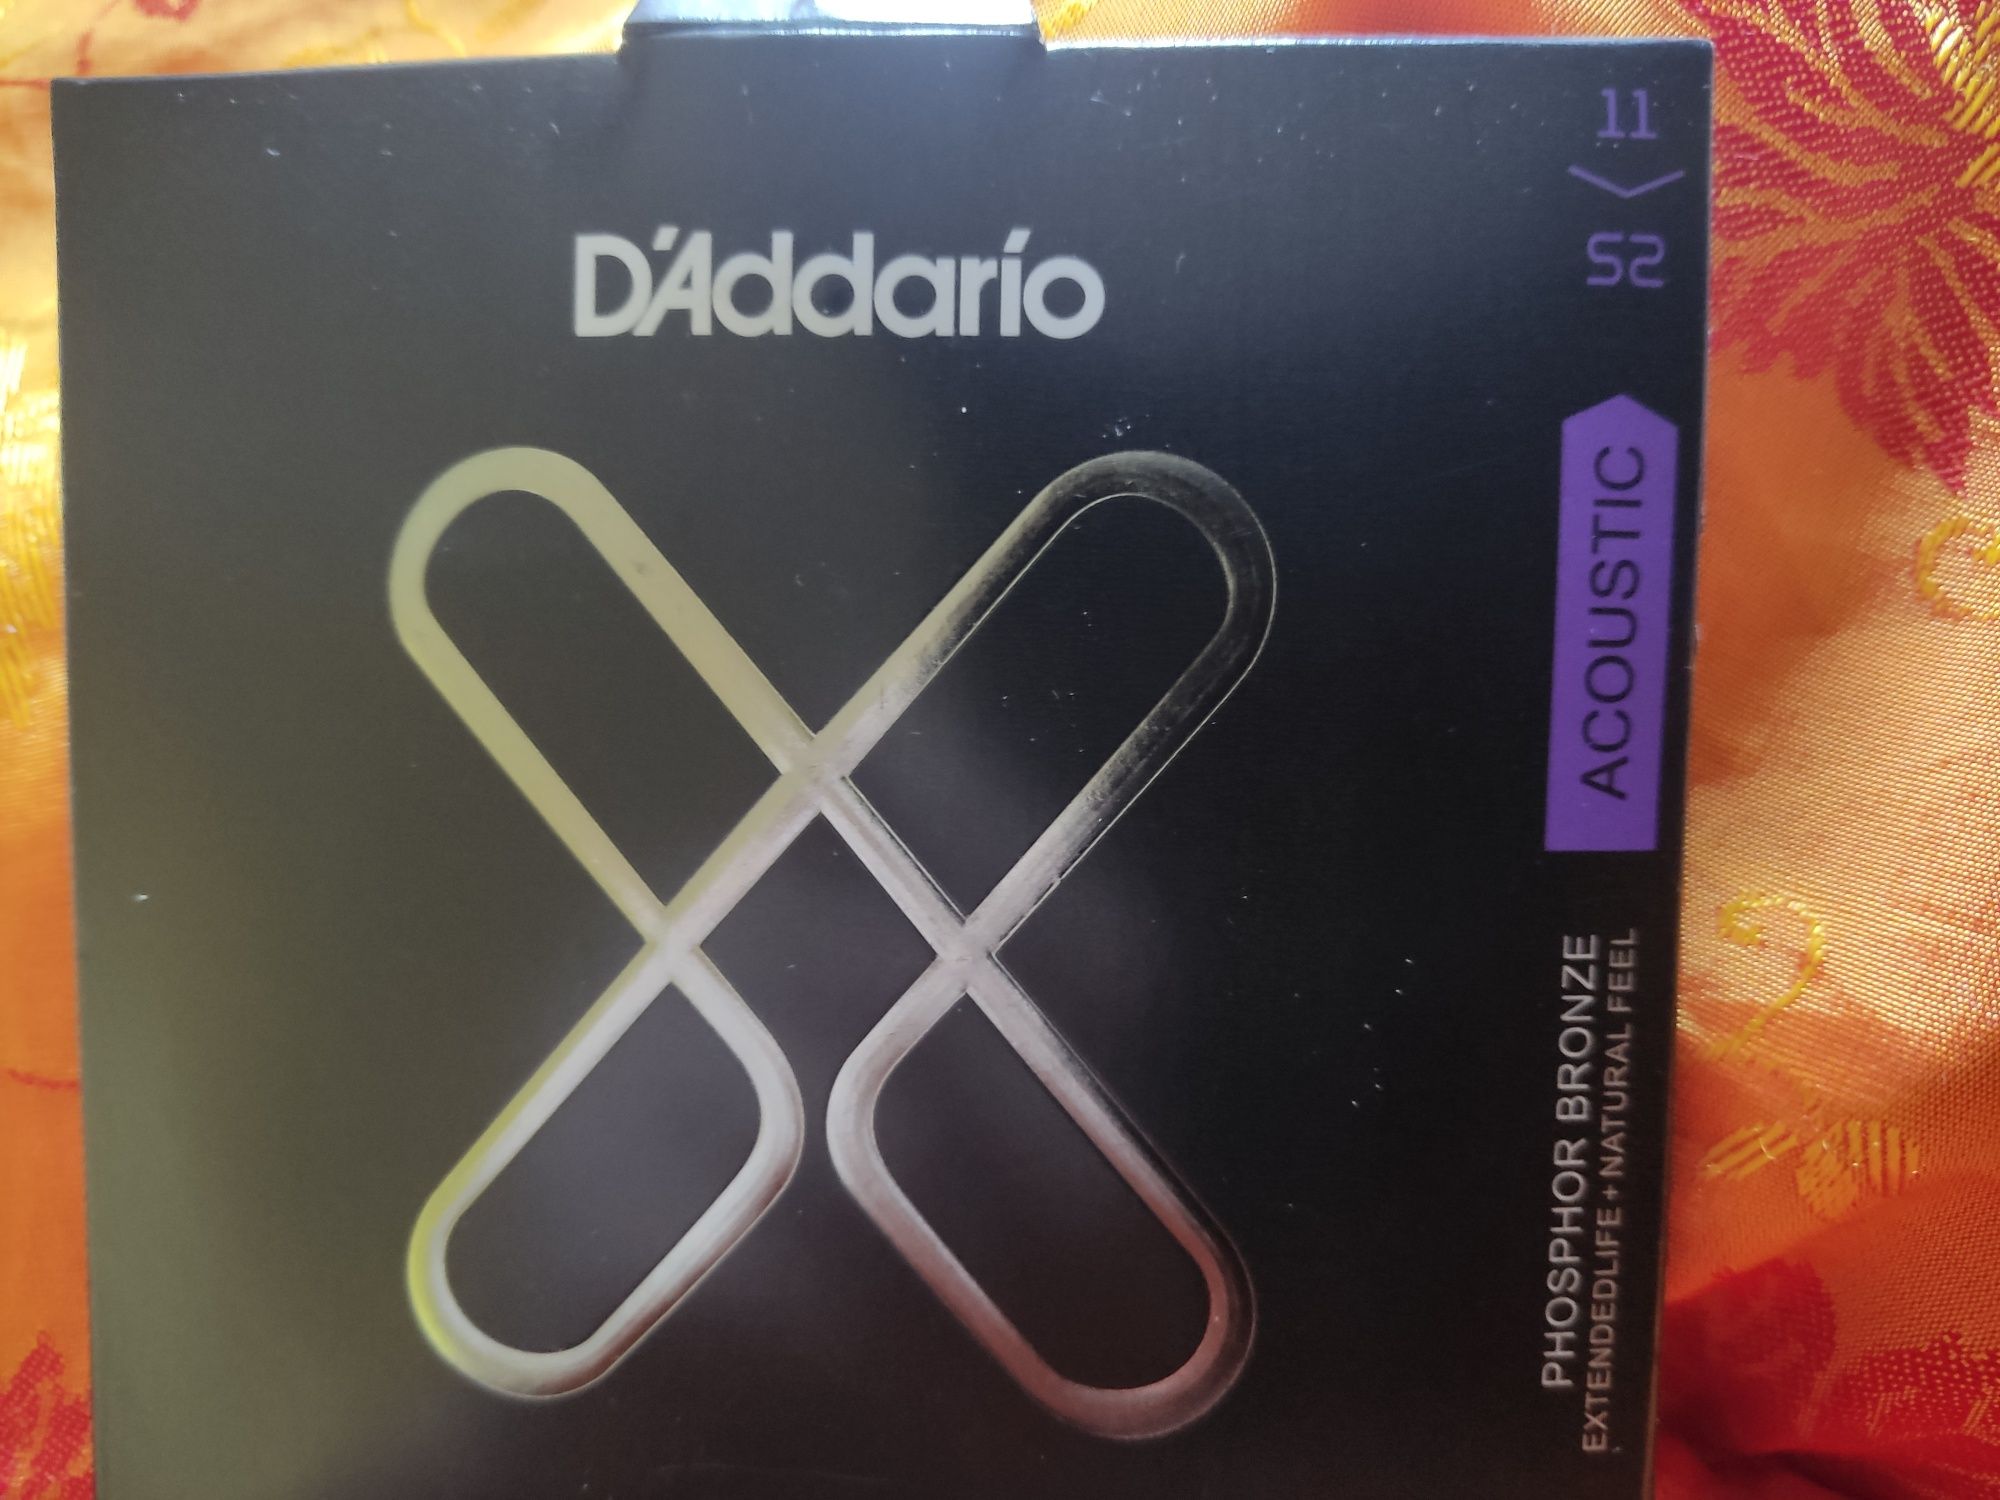 D'Addario
11
52
ACOUSTIC
PHOSPHOR BRONZE
EXTENDEDLIFE + NATURAL FEEL